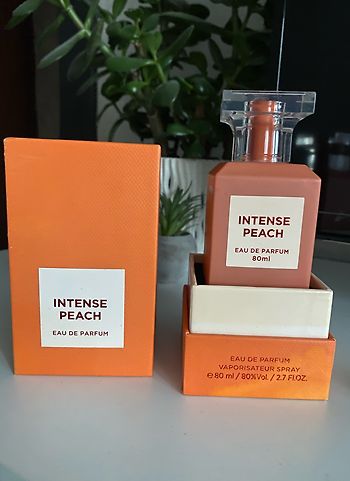 INTENSE
PEACH
EAU DE PARFUM
INTENSE
PEACH
EAU DE PARFUM
80ml
EAU DE PARFUM
VAPORISATEUR SPRAY
℮ 80 ml / 80% Vol. / 2.7 FI.OZ.